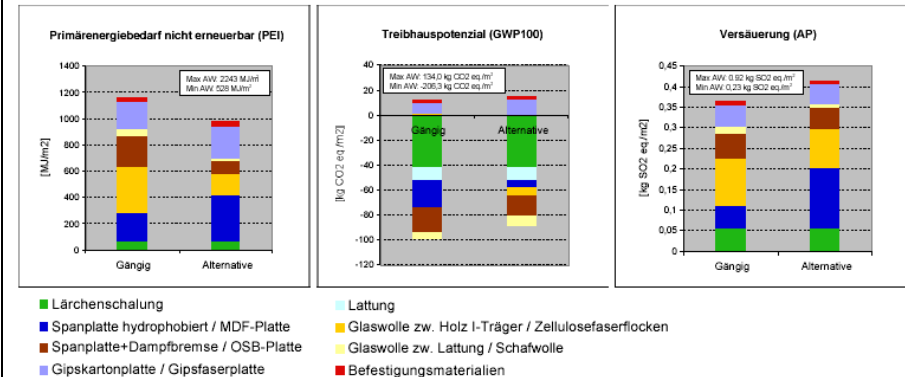 Primärenergiebedarf nicht erneuerbar (PEI)
1400
1200
1000
800
600
400
200
0
[MJ/m2]
Max AW: 2243 MJ/m²
Min AW: 528 MJ/m²
Gängig
Alternative
Treibhauspotenzial (GWP100)
40
20
0
-20
-40
-60
-80
-100
-120
[kg CO2 eq./m2]
Max AW: 134,0 kg CO2 eq./m²
Min AW: -206,3 kg CO2 eq./m²
Gängig
Alternative
Versäuerung (AP)
0,45
0,4
0,35
0,3
0,25
0,2
0,15
0,1
0,05
0
[kg SO2 eq./m2]
Max AW: 0.92 kg SO2 eq./m²
Min AW: 0,23 kg SO2 eq./m²
Gängig
Alternative
Lärchenschalung
Lattung
Spanplatte hydrophobiert / MDF-Platte
Glaswolle zw. Holz I-Träger / Zellulosefaserflocken
Spanplatte+Dampfbremse / OSB-Platte
Glaswolle zw. Lattung / Schafwolle
Gipskartonplatte / Gipsfaserplatte
Befestigungsmaterialien